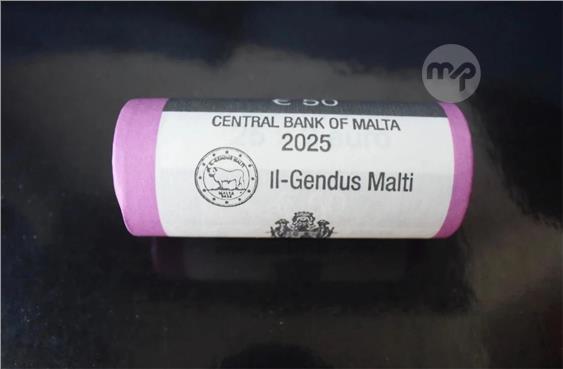 mp
€ 50
CENTRAL BANK OF MALTA
2025
Il-Gendus Malti